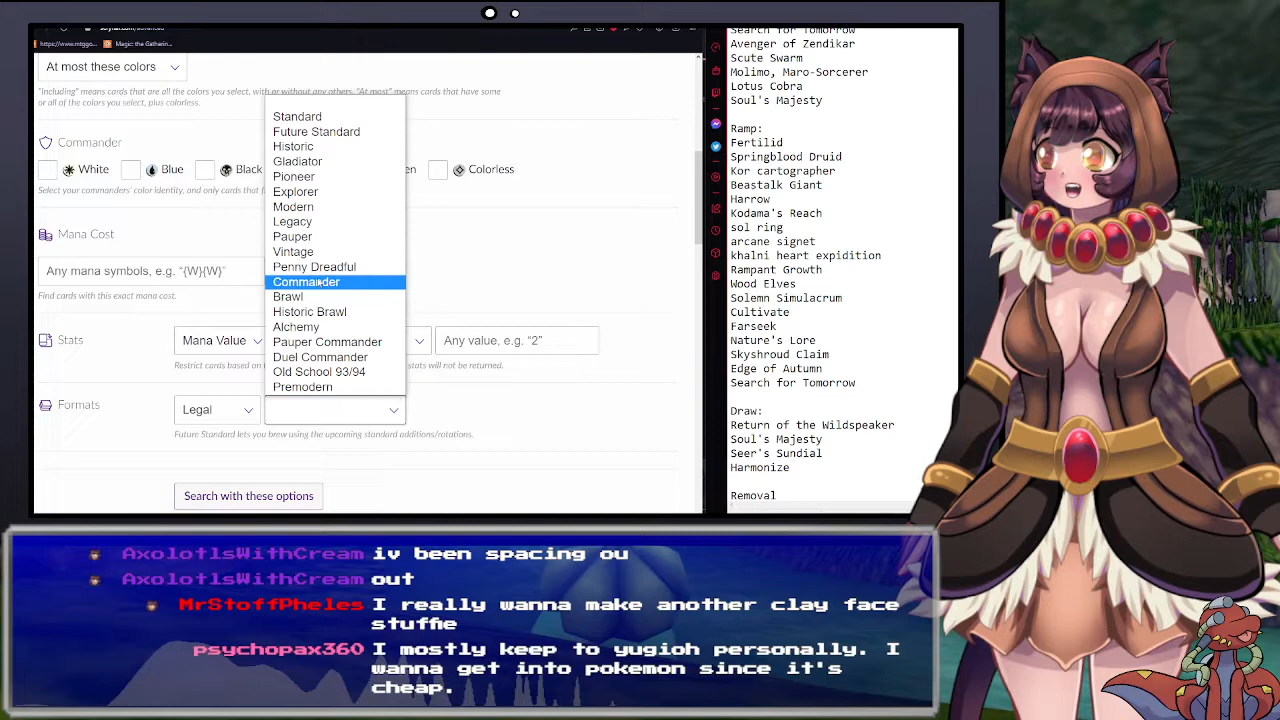 https://www.mtggo...
Magic: the Gatherin...
At most these colors
"Including" means cards that are all the colors you select, with or without any others. "At most" means cards that have some
or all of the colors you select, plus colorless.
Commander
White
Blue
Black
en
Colorless
Select your commanders' color identity, and only cards that f
Mana Cost
Any mana symbols, e.g. "{W}{W}"
Find cards with this exact mana cost.
Stats
Mana Value
Any value, e.g. "2"
Restrict cards based on
stats will not be returned.
Formats
Legal
Future Standard lets you brew using the upcoming standard additions/rotations.
Search with these options
Standard
Future Standard
Historic
Gladiator
Pioneer
Explorer
Modern
Legacy
Pauper
Vintage
Penny Dreadful
Commander
Brawl
Historic Brawl
Alchemy
Pauper Commander
Duel Commander
Old School 93/94
Premodern
Search for Tomorrow
Avenger of Zendikar
Scute Swarm
Molimo, Maro-Sorcerer
Lotus Cobra
Soul's Majesty
Ramp:
Fertilid
Springblood Druid
Kor cartographer
Beastalk Giant
Harrow
Kodama's Reach
sol ring
arcane signet
khalni heart expidition
Rampant Growth
Wood Elves
Solemn Simulacrum
Cultivate
Farseek
Nature's Lore
Skyshroud Claim
Edge of Autumn
Search for Tomorrow
Draw:
Return of the Wildspeaker
Soul's Majesty
Seer's Sundial
Harmonize
Removal
AxolotlsWithCream iv been spacing ou
AxolotlsWithCream out
MrStoffPheles I really wanna make another clay face
stuffie
psychopax360 I mostly keep to yugioh personally. I
wanna get into pokemon since it's
cheap.